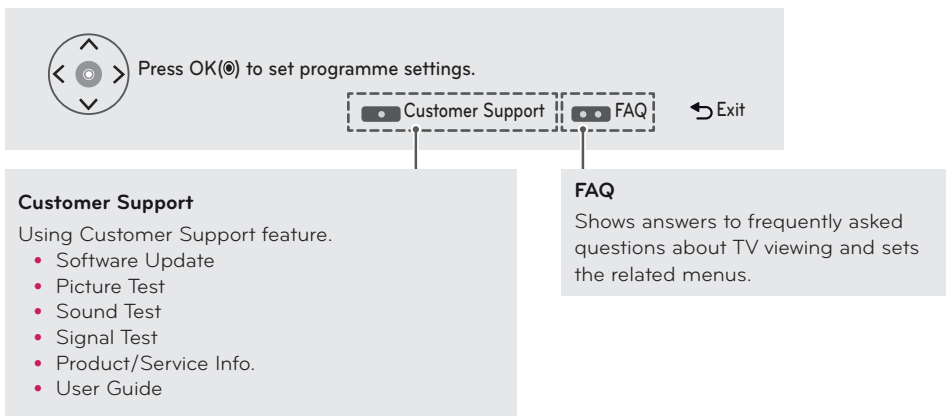 Press OK(◉) to set programme settings.
Customer Support
FAQ
Exit
Customer Support
Using Customer Support feature.
• Software Update
• Picture Test
• Sound Test
• Signal Test
• Product/Service Info.
• User Guide
FAQ
Shows answers to frequently asked
questions about TV viewing and sets
the related menus.